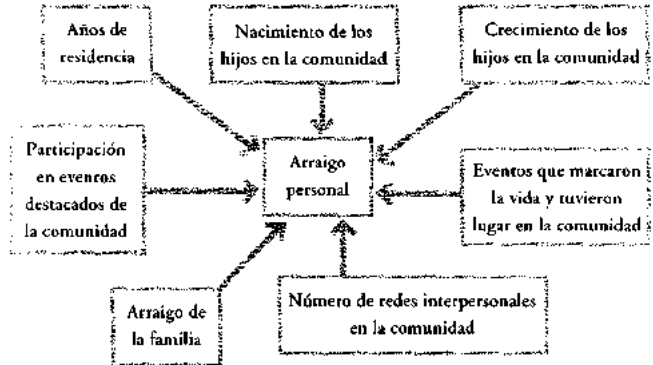 Años de
residencia
Nacimiento de los
hijos en la comunidad
Crecimiento de los
hijos en la comunidad
Participación
en eventos
destacados de
la comunidad
Arraigo
personal
Eventos que marcaron
la vida y tuvieron
lugar en la comunidad
Arraigo de
la familia
Número de redes interpersonales
en la comunidad